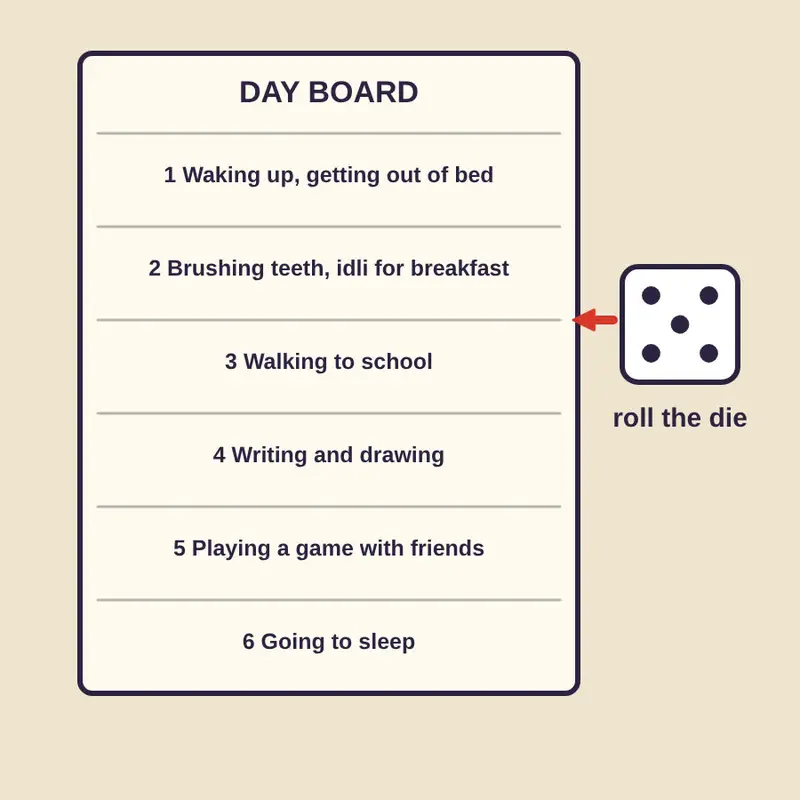 DAY BOARD
1 Waking up, getting out of bed
2 Brushing teeth, idli for breakfast
3 Walking to school
4 Writing and drawing
5 Playing a game with friends
6 Going to sleep
roll the die